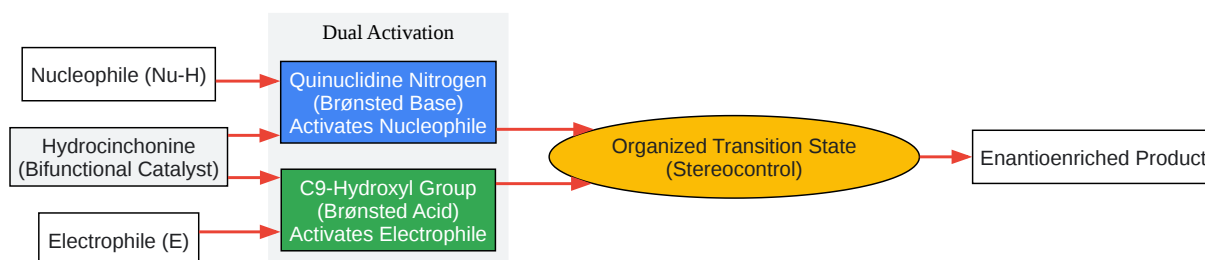 Dual Activation
Nucleophile (Nu-H)
Quinuclidine Nitrogen
(Brønsted Base)
Activates Nucleophile
Hydrocinchonine
(Bifunctional Catalyst)
C9-Hydroxyl Group
(Brønsted Acid)
Activates Electrophile
Electrophile (E)
Organized Transition State
(Stereocontrol)
Enantioenriched Product